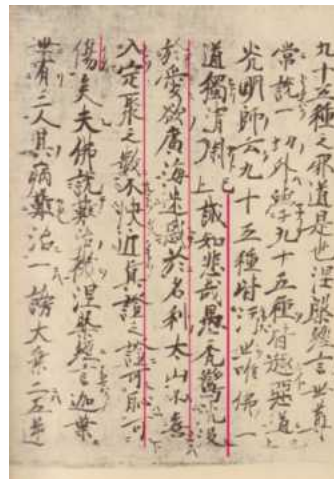 九十五種之邪道是也涅槃經言世尊
常説一切外學九十五種皆趣惡道
光明師云九十五種皆汚世唯佛一
道獨清閑已上誠知悲哉愚禿鸞沈沒
於愛欲廣海迷惑於名利太山不喜
入定聚之數不快近真證之證可耻可
傷矣夫佛説難治機涅槃經言迦葉
世有三人其病難治一謗大乘二五逆